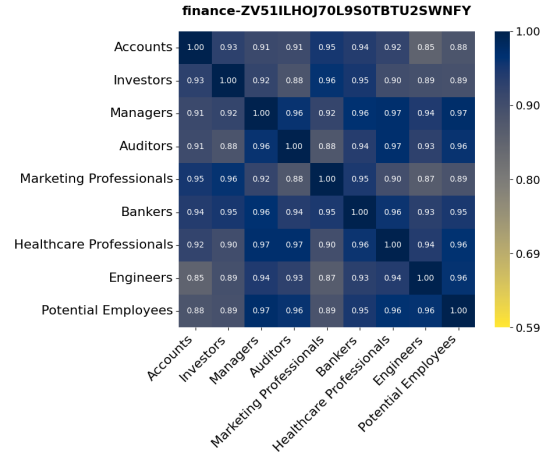 finance-ZV51ILHOJ70L9S0TBTU2SWNFY
Accounts 1.00 0.93 0.91 0.91 0.95 0.94 0.92 0.85 0.88
Investors 0.93 1.00 0.92 0.88 0.96 0.95 0.90 0.89 0.89
Managers 0.91 0.92 1.00 0.96 0.92 0.96 0.97 0.94 0.97
Auditors 0.91 0.88 0.96 1.00 0.88 0.94 0.97 0.93 0.96
Marketing Professionals 0.95 0.96 0.92 0.88 1.00 0.95 0.90 0.87 0.89
Bankers 0.94 0.95 0.96 0.94 0.95 1.00 0.96 0.93 0.95
Healthcare Professionals 0.92 0.90 0.97 0.97 0.90 0.96 1.00 0.94 0.96
Engineers 0.85 0.89 0.94 0.93 0.87 0.93 0.94 1.00 0.96
Potential Employees 0.88 0.89 0.97 0.96 0.89 0.95 0.96 0.96 1.00
Accounts
Investors
Managers
Auditors
Marketing Professionals
Bankers
Healthcare Professionals
Engineers
Potential Employees
1.00
0.90
0.80
0.69
0.59